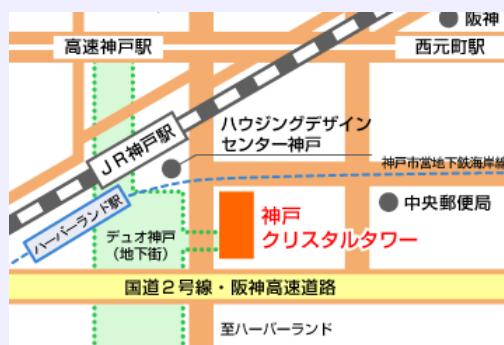 阪神
高速神戸駅
西元町駅
JR神戸駅
ハウジングデザイン
センター神戸
神戸市営地下鉄海岸線
ハーバーランド駅
中央郵便局
神戸
クリスタルタワー
デュオ神戸
(地下街)
国道2号線・阪神高速道路
至ハーバーランド